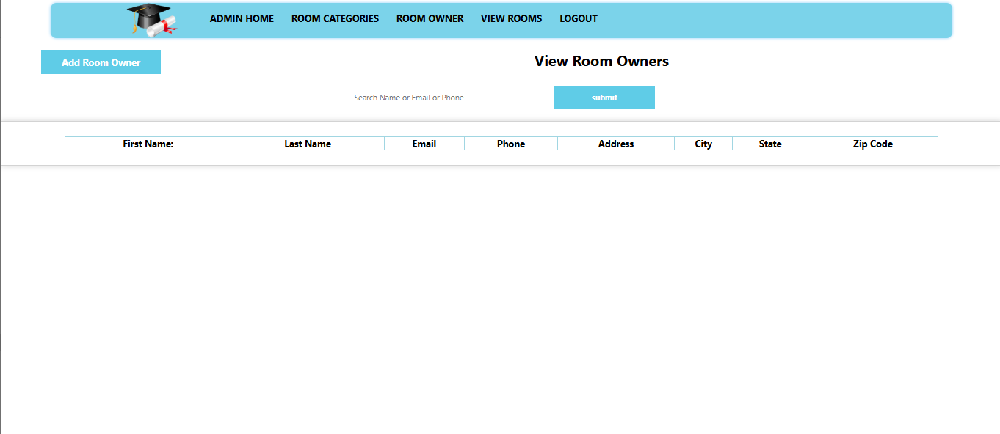 ADMIN HOME ROOM CATEGORIES ROOM OWNER VIEW ROOMS LOGOUT
Add Room Owner
View Room Owners
Search Name or Email or Phone submit
First Name: Last Name Email Phone Address City State Zip Code